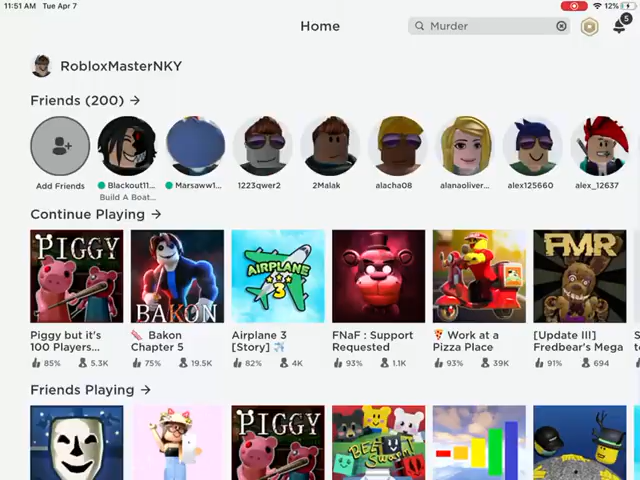 11:51 AM Tue Apr 7
12%
Home
Murder
5
RobloxMasterNKY
Friends (200) →
Add Friends
Blackout11...
Build A Boat...
Marsaww1...
1223qwer2
2Malak
alacha08
alanaoliver...
alex125660
alex_12637
Continue Playing →
PIGGY
BAKON
AIRPLANE 3
FMR
Piggy but it's 100 Players...
85% 5.3K
Bakon Chapter 5
75% 19.5K
Airplane 3 [Story]
82% 4K
FNaF : Support Requested
93% 1.1K
Work at a Pizza Place
93% 39K
[Update III] Fredbear's Mega
91% 694
Friends Playing →
PIGGY
BEE Swarm